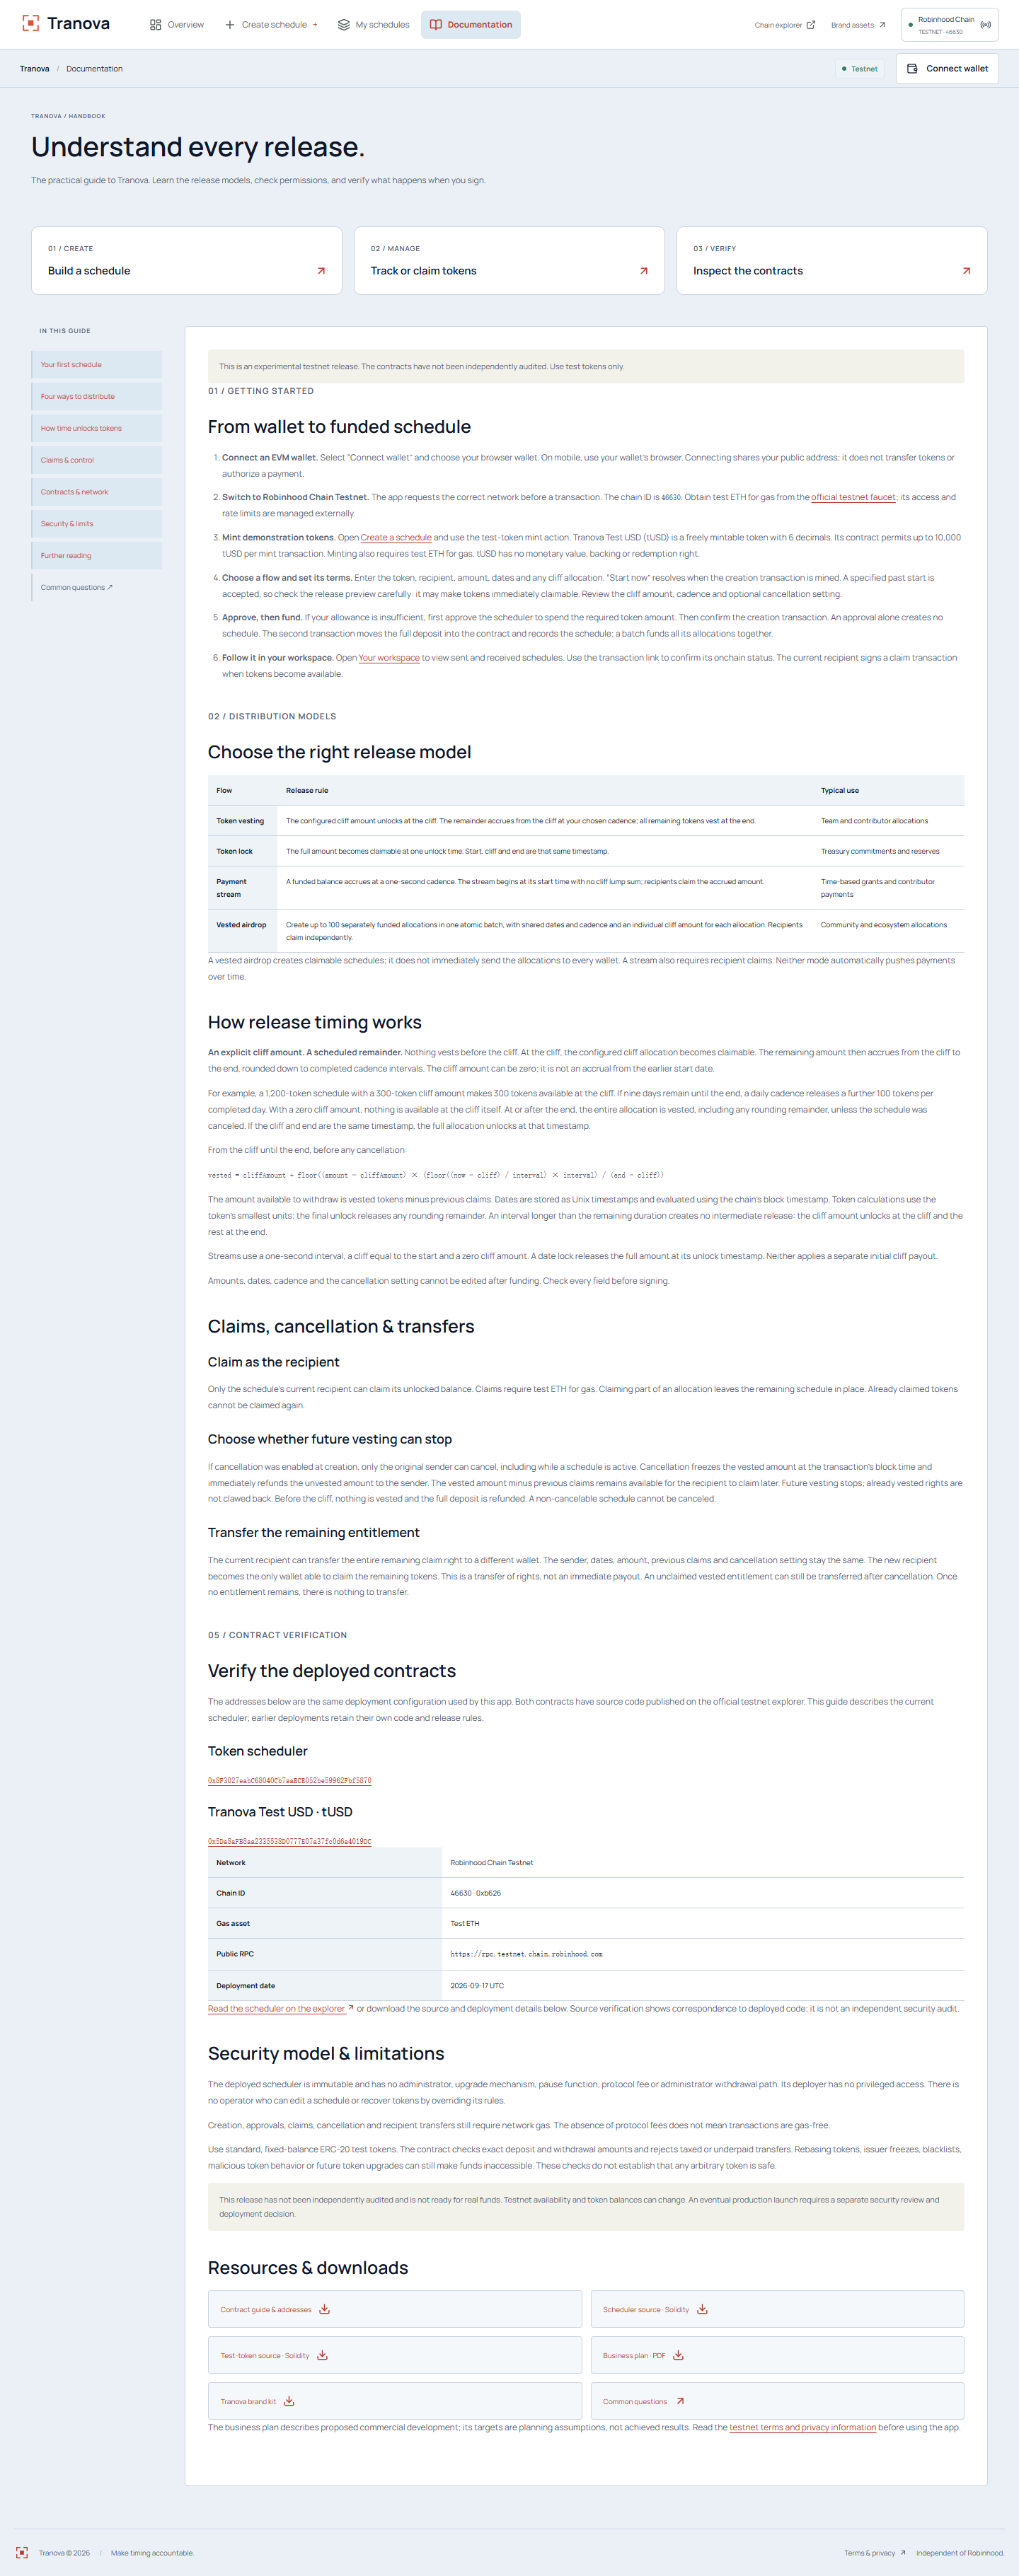 Tranova
Overview
Create schedule +
My schedules
Documentation
Chain explorer
Brand assets
Robinhood Chain
TESTNET · 46630
Tranova / Documentation
Testnet
Connect wallet
TRANOVA / HANDBOOK
Understand every release.
The practical guide to Tranova. Learn the release models, check permissions, and verify what happens when you sign.
01 / CREATE
Build a schedule
02 / MANAGE
Track or claim tokens
03 / VERIFY
Inspect the contracts
IN THIS GUIDE
Your first schedule
Four ways to distribute
How time unlocks tokens
Claims & control
Contracts & network
Security & limits
Further reading
Common questions ↗
This is an experimental testnet release. The contracts have not been independently audited. Use test tokens only.
01 / GETTING STARTED
From wallet to funded schedule
1. Connect an EVM wallet. Select "Connect wallet" and choose your browser wallet. On mobile, use your wallet's browser. Connecting shares your public address; it does not transfer tokens or
authorize a payment.
2. Switch to Robinhood Chain Testnet. The app requests the correct network before a transaction. The chain ID is 46630. Obtain test ETH for gas from the official testnet faucet; its access and
rate limits are managed externally.
3. Mint demonstration tokens. Open Create a schedule and use the test-token mint action. Tranova Test USD (tUSD) is a freely mintable token with 6 decimals. Its contract permits up to 10,000
tUSD per mint transaction. Minting also requires test ETH for gas. tUSD has no monetary value, backing or redemption right.
4. Choose a flow and set its terms. Enter the token, recipient, amount, dates and any cliff allocation. "Start now" resolves when the creation transaction is mined. A specified past start is
accepted, so check the release preview carefully: it may make tokens immediately claimable. Review the cliff amount, cadence and optional cancellation setting.
5. Approve, then fund. If your allowance is insufficient, first approve the scheduler to spend the required token amount. Then confirm the creation transaction. An approval alone creates no
schedule. The second transaction moves the full deposit into the contract and records the schedule; a batch funds all its allocations together.
6. Follow it in your workspace. Open Your workspace to view sent and received schedules. Use the transaction link to confirm its onchain status. The current recipient signs a claim transaction
when tokens become available.
02 / DISTRIBUTION MODELS
Choose the right release model
Flow Release rule Typical use
Token vesting The configured cliff amount unlocks at the cliff. The remainder accrues from the cliff at your chosen cadence; all remaining tokens vest at the end. Team and contributor allocations
Token lock The full amount becomes claimable at one unlock time. Start, cliff and end are that same timestamp. Treasury commitments and reserves
Payment stream A funded balance accrues at a one-second cadence. The stream begins at its start time with no cliff lump sum; recipients claim the accrued amount. Time-based grants and contributor payments
Vested airdrop Create up to 100 separately funded allocations in one atomic batch, with shared dates and cadence and an individual cliff amount for each allocation. Recipients claim independently. Community and ecosystem allocations
A vested airdrop creates claimable schedules; it does not immediately send the allocations to every wallet. A stream also requires recipient claims. Neither mode automatically pushes payments
over time.
How release timing works
An explicit cliff amount. A scheduled remainder. Nothing vests before the cliff. At the cliff, the configured cliff allocation becomes claimable. The remaining amount then accrues from the cliff to
the end, rounded down to completed cadence intervals. The cliff amount can be zero; it is not an accrual from the earlier start date.
For example, a 1,200-token schedule with a 300-token cliff amount makes 300 tokens available at the cliff. If nine days remain until the end, a daily cadence releases a further 100 tokens per
completed day. With a zero cliff amount, nothing is available at the cliff itself. At or after the end, the entire allocation is vested, including any rounding remainder, unless the schedule was
canceled. If the cliff and end are the same timestamp, the full allocation unlocks at that timestamp.
From the cliff until the end, before any cancellation:
vested = cliffAmount + floor((amount − cliffAmount) × (floor((now − cliff) / interval) × interval) / (end − cliff))
The amount available to withdraw is vested tokens minus previous claims. Dates are stored as Unix timestamps and evaluated using the chain's block timestamp. Token calculations use the
token's smallest units; the final unlock releases any rounding remainder. An interval longer than the remaining duration creates no intermediate release: the cliff amount unlocks at the cliff and the
rest at the end.
Streams use a one-second interval, a cliff equal to the start and a zero cliff amount. A date lock releases the full amount at its unlock timestamp. Neither applies a separate initial cliff payout.
Amounts, dates, cadence and the cancellation setting cannot be edited after funding. Check every field before signing.
Claims, cancellation & transfers
Claim as the recipient
Only the schedule's current recipient can claim its unlocked balance. Claims require test ETH for gas. Claiming part of an allocation leaves the remaining schedule in place. Already claimed tokens
cannot be claimed again.
Choose whether future vesting can stop
If cancellation was enabled at creation, only the original sender can cancel, including while a schedule is active. Cancellation freezes the vested amount at the transaction's block time and
immediately refunds the unvested amount to the sender. The vested amount minus previous claims remains available for the recipient to claim later. Future vesting stops; already vested rights are
not clawed back. Before the cliff, nothing is vested and the full deposit is refunded. A non-cancelable schedule cannot be canceled.
Transfer the remaining entitlement
The current recipient can transfer the entire remaining claim right to a different wallet. The sender, dates, amount, previous claims and cancellation setting stay the same. The new recipient
becomes the only wallet able to claim the remaining tokens. This is a transfer of rights, not an immediate payout. An unclaimed vested entitlement can still be transferred after cancellation. Once
no entitlement remains, there is nothing to transfer.
05 / CONTRACT VERIFICATION
Verify the deployed contracts
The addresses below are the same deployment configuration used by this app. Both contracts have source code published on the official testnet explorer. This guide describes the current
scheduler; earlier deployments retain their own code and release rules.
Token scheduler
0x8F3027eabC68040Cb7aaBCE052be59962Fbf5870
Tranova Test USD · tUSD
0x5Da8aFB8aa2335538D0777E07a37fc0d6a4019DC
Network Robinhood Chain Testnet
Chain ID 46630 · 0xb626
Gas asset Test ETH
Public RPC https://rpc.testnet.chain.robinhood.com
Deployment date 2026-09-17 UTC
Read the scheduler on the explorer ↗ or download the source and deployment details below. Source verification shows correspondence to deployed code; it is not an independent security audit.
Security model & limitations
The deployed scheduler is immutable and has no administrator, upgrade mechanism, pause function, protocol fee or administrator withdrawal path. Its deployer has no privileged access. There is
no operator who can edit a schedule or recover tokens by overriding its rules.
Creation, approvals, claims, cancellation and recipient transfers still require network gas. The absence of protocol fees does not mean transactions are gas-free.
Use standard, fixed-balance ERC-20 test tokens. The contract checks exact deposit and withdrawal amounts and rejects taxed or underpaid transfers. Rebasing tokens, issuer freezes, blacklists,
malicious token behavior or future token upgrades can still make funds inaccessible. These checks do not establish that any arbitrary token is safe.
This release has not been independently audited and is not ready for real funds. Testnet availability and token balances can change. An eventual production launch requires a separate security review and
deployment decision.
Resources & downloads
Contract guide & addresses
Scheduler source · Solidity
Test-token source · Solidity
Business plan · PDF
Tranova brand kit
Common questions
The business plan describes proposed commercial development; its targets are planning assumptions, not achieved results. Read the testnet terms and privacy information before using the app.
Tranova © 2026 / Make timing accountable.
Terms & privacy
Independent of Robinhood.